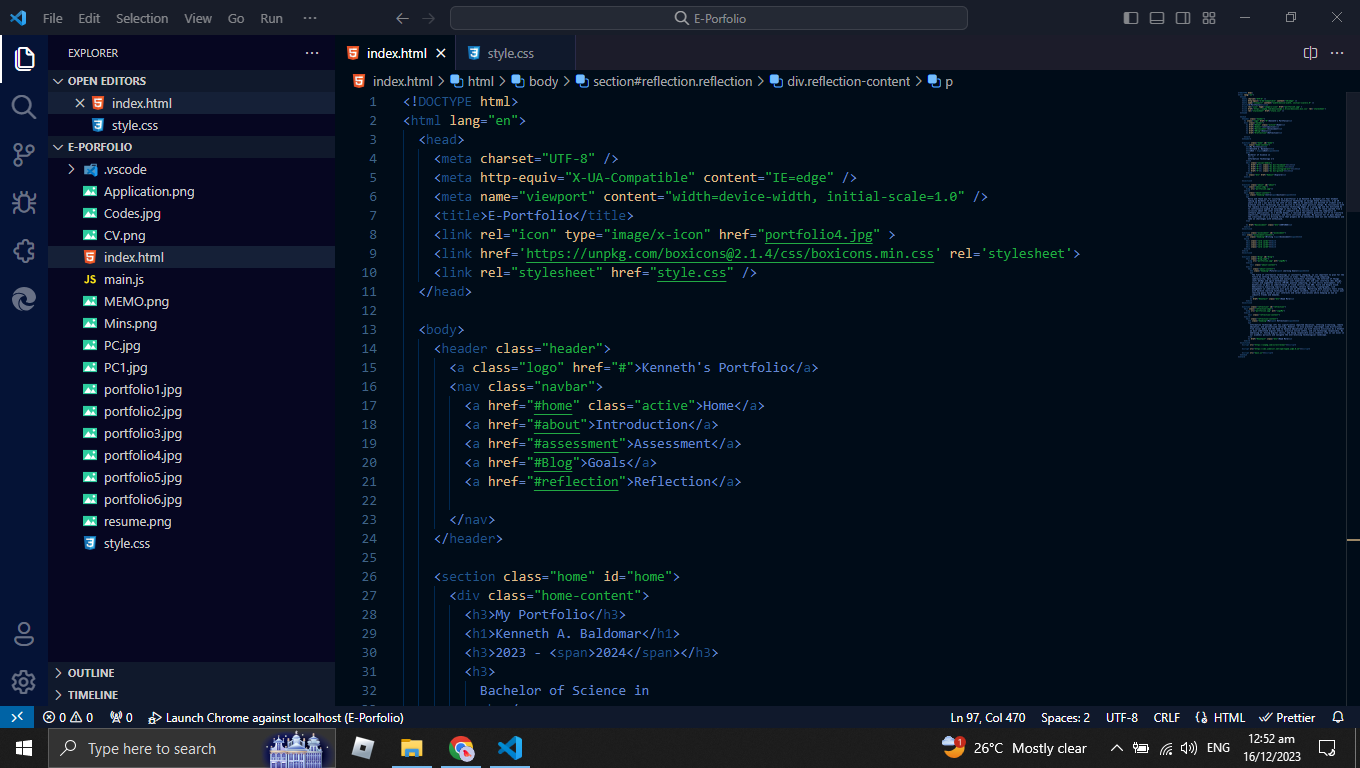 File Edit Selection View Go Run ··· E-Porfolio
EXPLORER ···
OPEN EDITORS
index.html
style.css
E-PORFOLIO
.vscode
Application.png
Codes.jpg
CV.png
index.html
JS main.js
MEMO.png
Mins.png
PC.jpg
PC1.jpg
portfolio1.jpg
portfolio2.jpg
portfolio3.jpg
portfolio4.jpg
portfolio5.jpg
portfolio6.jpg
resume.png
style.css
OUTLINE
TIMELINE
index.html style.css ···
index.html > html > body > section#reflection.reflection > div.reflection-content > p
1 <!DOCTYPE html>
2 <html lang="en">
3 <head>
4 <meta charset="UTF-8" />
5 <meta http-equiv="X-UA-Compatible" content="IE=edge" />
6 <meta name="viewport" content="width=device-width, initial-scale=1.0" />
7 <title>E-Portfolio</title>
8 <link rel="icon" type="image/x-icon" href="portfolio4.jpg" >
9 <link href='https://unpkg.com/boxicons@2.1.4/css/boxicons.min.css' rel='stylesheet'>
10 <link rel="stylesheet" href="style.css" />
11 </head>
12
13 <body>
14 <header class="header">
15 <a class="logo" href="#">Kenneth's Portfolio</a>
16 <nav class="navbar">
17 <a href="#home" class="active">Home</a>
18 <a href="#about">Introduction</a>
19 <a href="#assessment">Assessment</a>
20 <a href="#Blog">Goals</a>
21 <a href="#reflection">Reflection</a>
22
23 </nav>
24 </header>
25
26 <section class="home" id="home">
27 <div class="home-content">
28 <h3>My Portfolio</h3>
29 <h1>Kenneth A. Baldomar</h1>
30 <h3>2023 - <span>2024</span></h3>
31 <h3>
32 Bachelor of Science in
0 0 0 Launch Chrome against localhost (E-Porfolio) Ln 97, Col 470 Spaces: 2 UTF-8 CRLF HTML Prettier
Type here to search 1 26°C Mostly clear ENG 12:52 am
16/12/2023